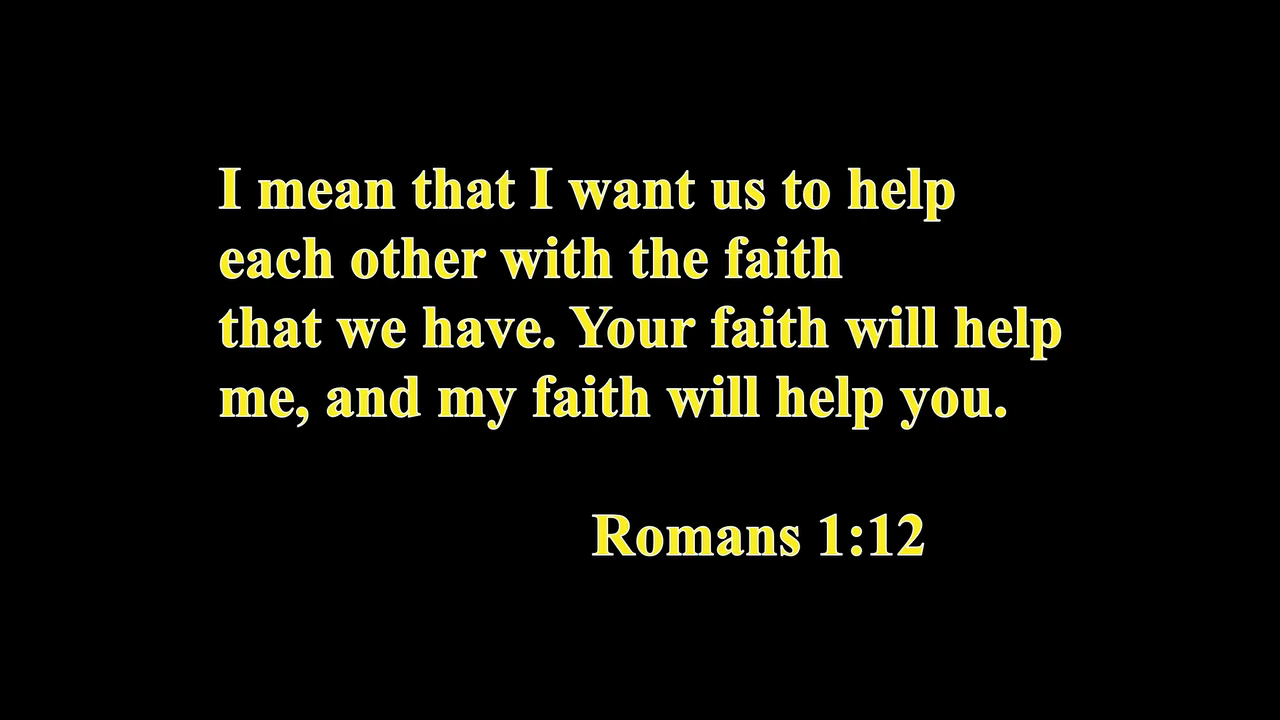 I mean that I want us to help
each other with the faith
that we have. Your faith will help
me, and my faith will help you.
Romans 1:12